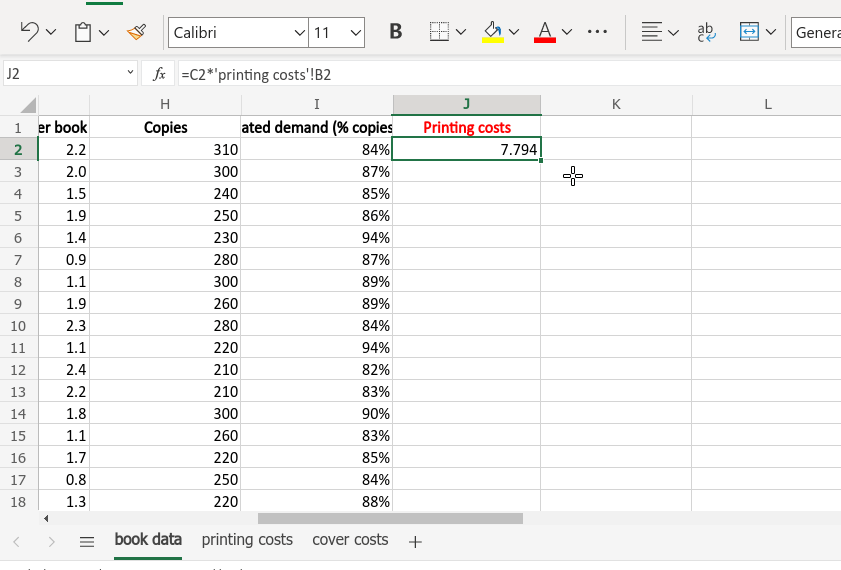 Calibri 11 B A ab c Genera
J2 fx =C2*'printing costs'!B2
H I J K L
1 er book Copies ated demand (% copies Printing costs
2 2.2 310 84% 7.794
3 2.0 300 87%
4 1.5 240 85%
5 1.9 250 86%
6 1.4 230 94%
7 0.9 280 87%
8 1.1 300 89%
9 1.9 260 89%
10 2.3 280 84%
11 1.1 220 94%
12 2.4 210 82%
13 2.2 210 83%
14 1.8 300 90%
15 1.1 260 83%
16 1.7 220 85%
17 0.8 250 84%
18 1.3 220 88%
book data printing costs cover costs